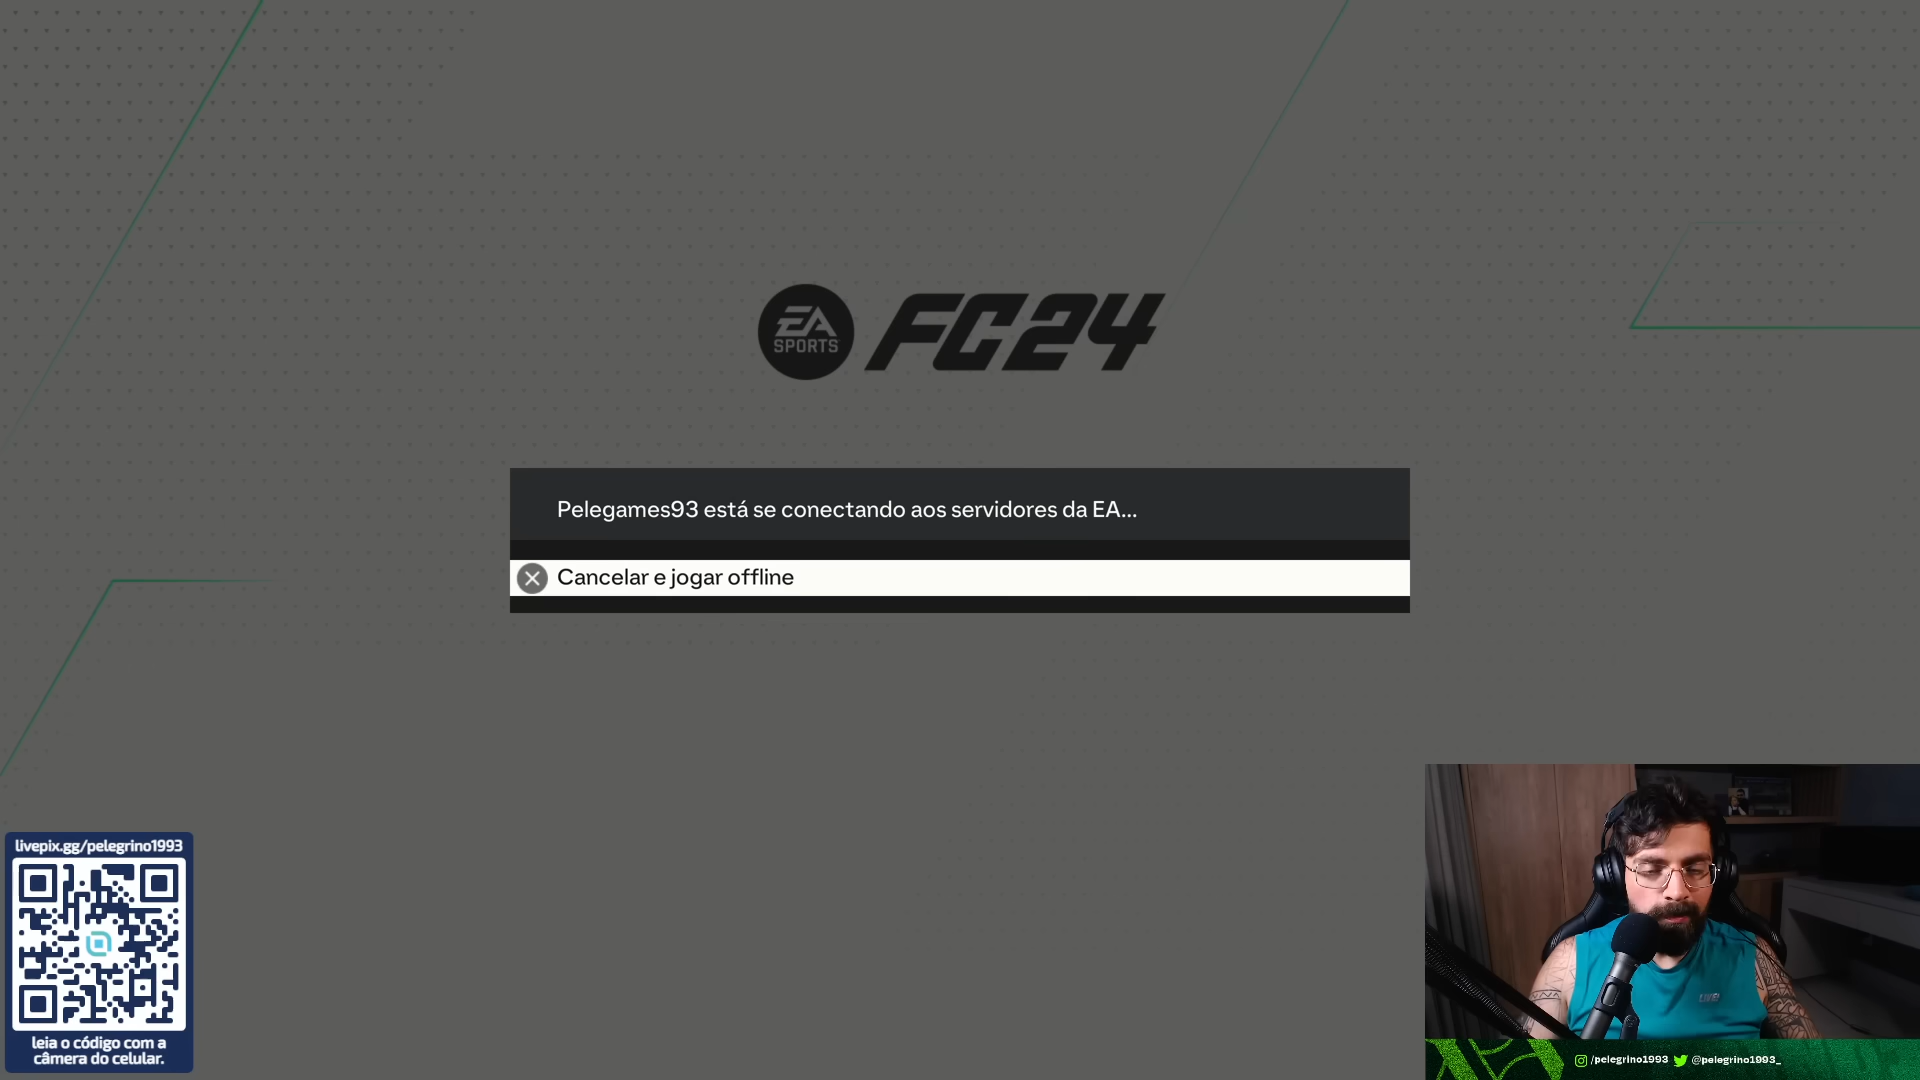 EA
SPORTS
FC24
Pelegames93 está se conectando aos servidores da EA...
Cancelar e jogar offline
livepix.gg/pelegrino1993
leia o código com a
câmera do celular.
LIVE!
/pelegrino1993 @pelegrino1993_